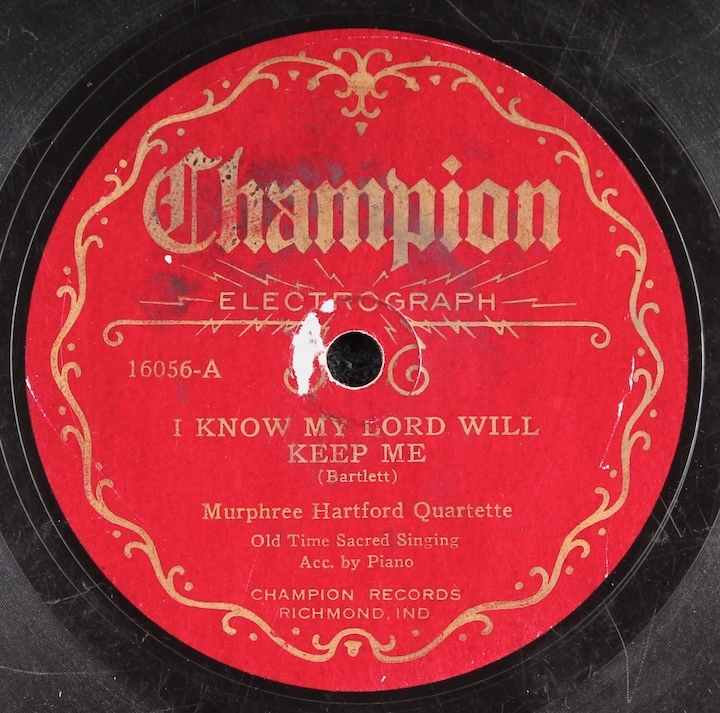 Champion
ELECTROGRAPH
16056-A
I KNOW MY LORD WILL
KEEP ME
(Bartlett)
Murphree Hartford Quartette
Old Time Sacred Singing
Acc. by Piano
CHAMPION RECORDS
RICHMOND, IND.